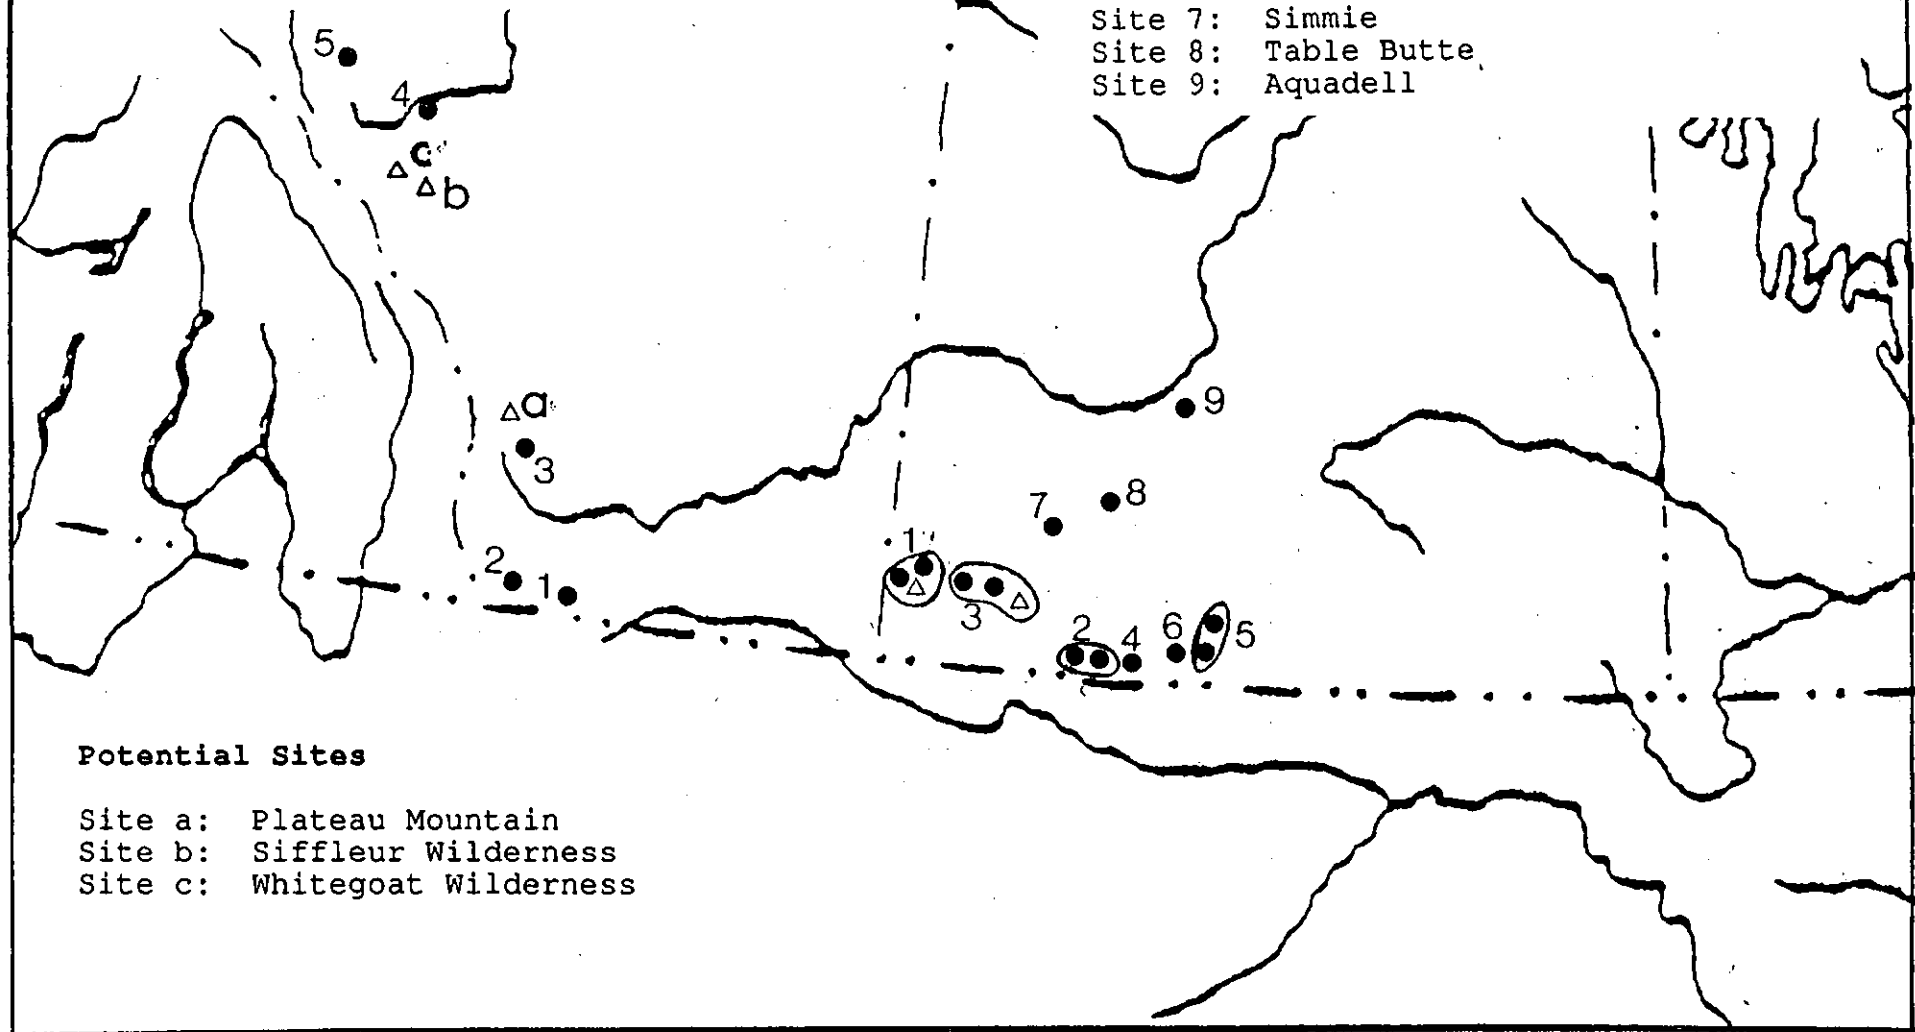 Site 7: Simmie
Site 8: Table Butte
Site 9: Aquadell
5
4
c
b
a
3
9
7
8
1
2
1
3
2
4
6
5
Potential Sites
Site a: Plateau Mountain
Site b: Siffleur Wilderness
Site c: Whitegoat Wilderness